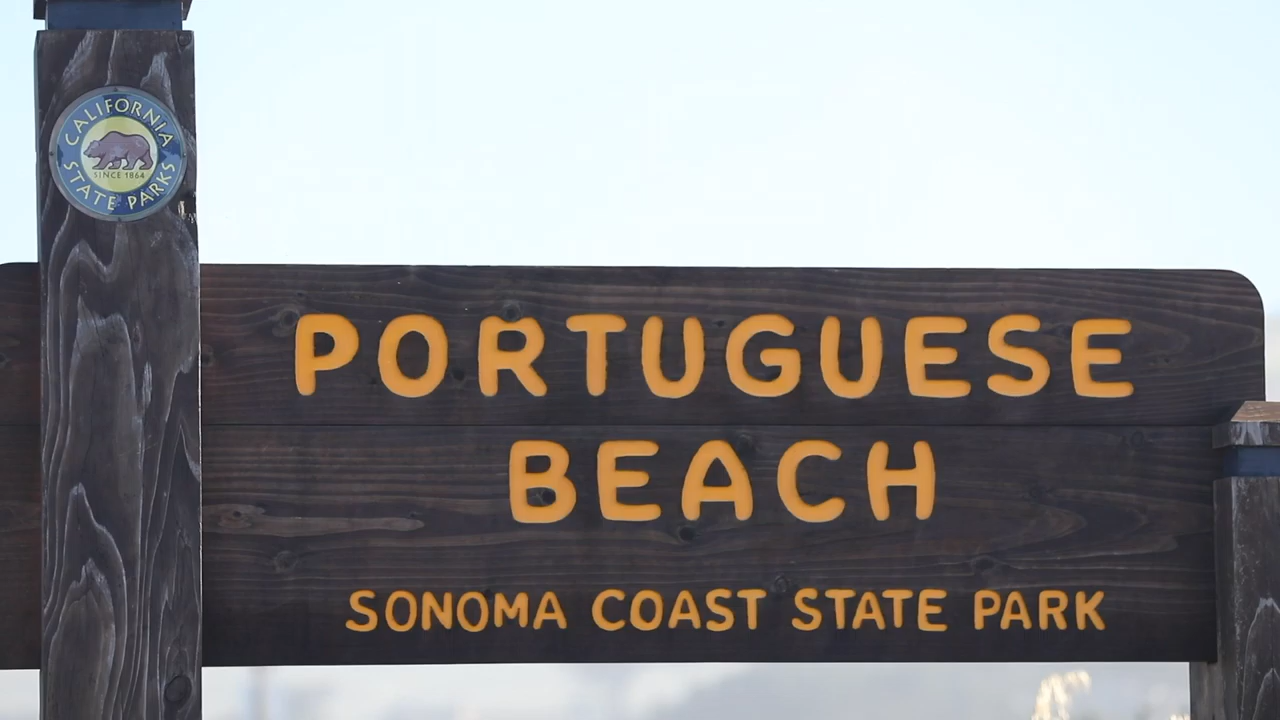 CALIFORNIA
SINCE 1864
STATE PARKS
PORTUGUESE
BEACH
SONOMA COAST STATE PARK